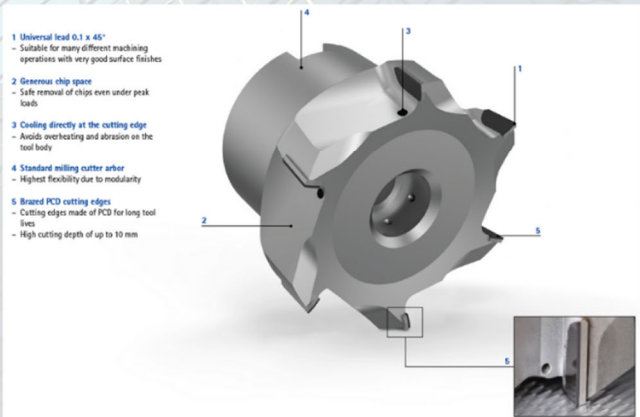 1 Universal lead 0.1 x 45°
– Suitable for many different machining
operations with very good surface finishes
2 Generous chip space
– Safe removal of chips even under peak
loads
3 Cooling directly at the cutting edge
– Avoids overheating and abrasion on the
tool body
4 Standard milling cutter arbor
– Highest flexibility due to modularity
5 Brazed PCD cutting edges
– Cutting edges made of PCD for long tool
lives
– High cutting depth of up to 10 mm
4
3
1
2
5
5